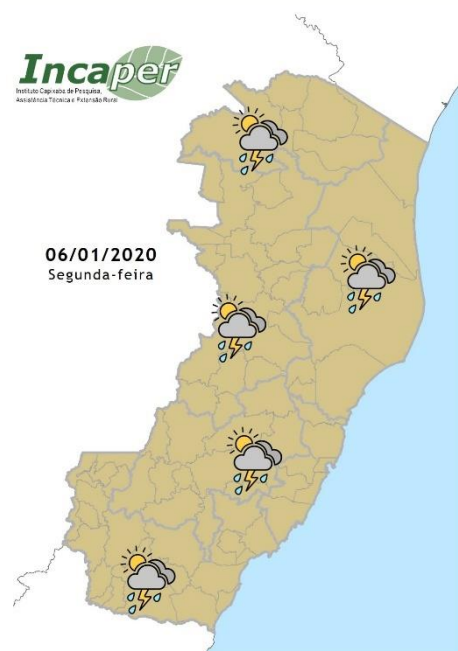 Incaper
Instituto Capixaba de Pesquisa,
Assistência Técnica e Extensão Rural
06/01/2020
Segunda-feira